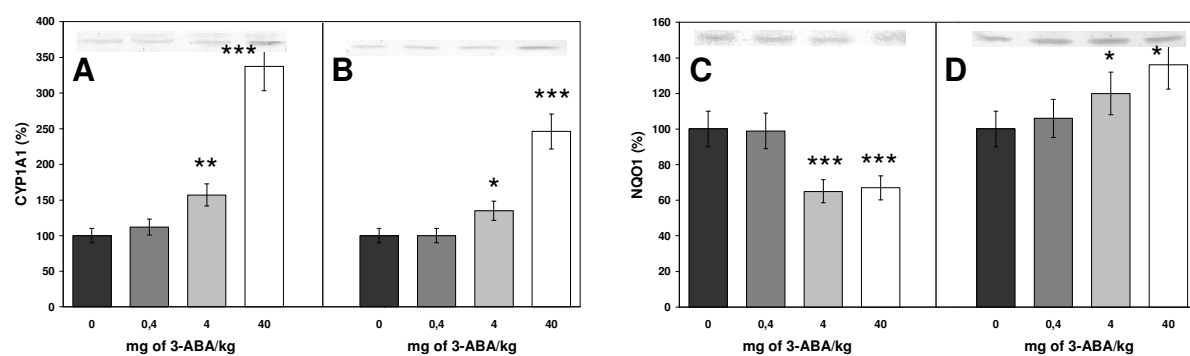 400
350
300
250
200
150
100
50
0
CYP1A1 (%)
A
***
**
B
***
*
0 0,4 4 40 0 0,4 4 40
mg of 3-ABA/kg mg of 3-ABA/kg
160
140
120
100
80
60
40
20
0
NQO1 (%)
C
*** ***
D
* *
0 0,4 4 40 0 0,4 4 40
mg of 3-ABA/kg mg of 3-ABA/kg